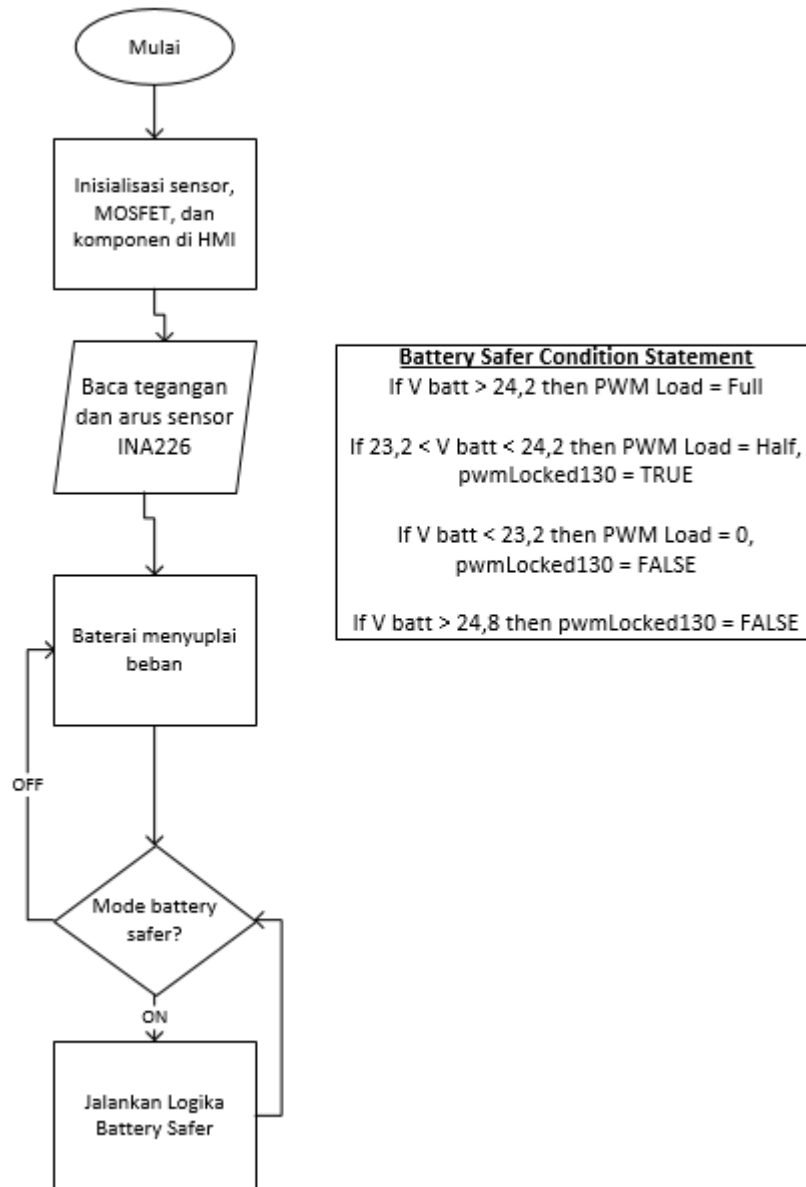 Mulai
Inisialisasi sensor,
MOSFET, dan
komponen di HMI
Baca tegangan
dan arus sensor
INA226
Battery Safer Condition Statement
If V batt > 24,2 then PWM Load = Full
If 23,2 < V batt < 24,2 then PWM Load = Half,
pwmLocked130 = TRUE
If V batt < 23,2 then PWM Load = 0,
pwmLocked130 = FALSE
If V batt > 24,8 then pwmLocked130 = FALSE
Baterai menyuplai
beban
OFF
Mode battery
safer?
ON
Jalankan Logika
Battery Safer